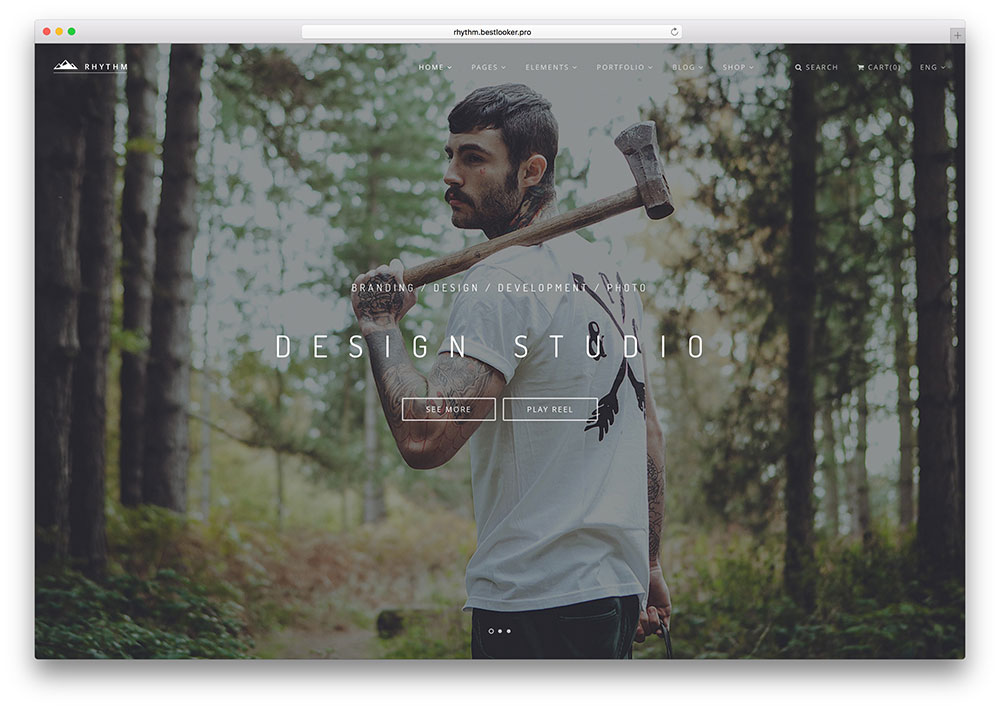 rhythm.bestlooker.pro
RHYTHM HOME PAGES ELEMENTS PORTFOLIO BLOG SHOP SEARCH CART(0) ENG
BRANDING / DESIGN / DEVELOPMENT / PHOTO
DESIGN STUDIO
SEE MORE PLAY REEL